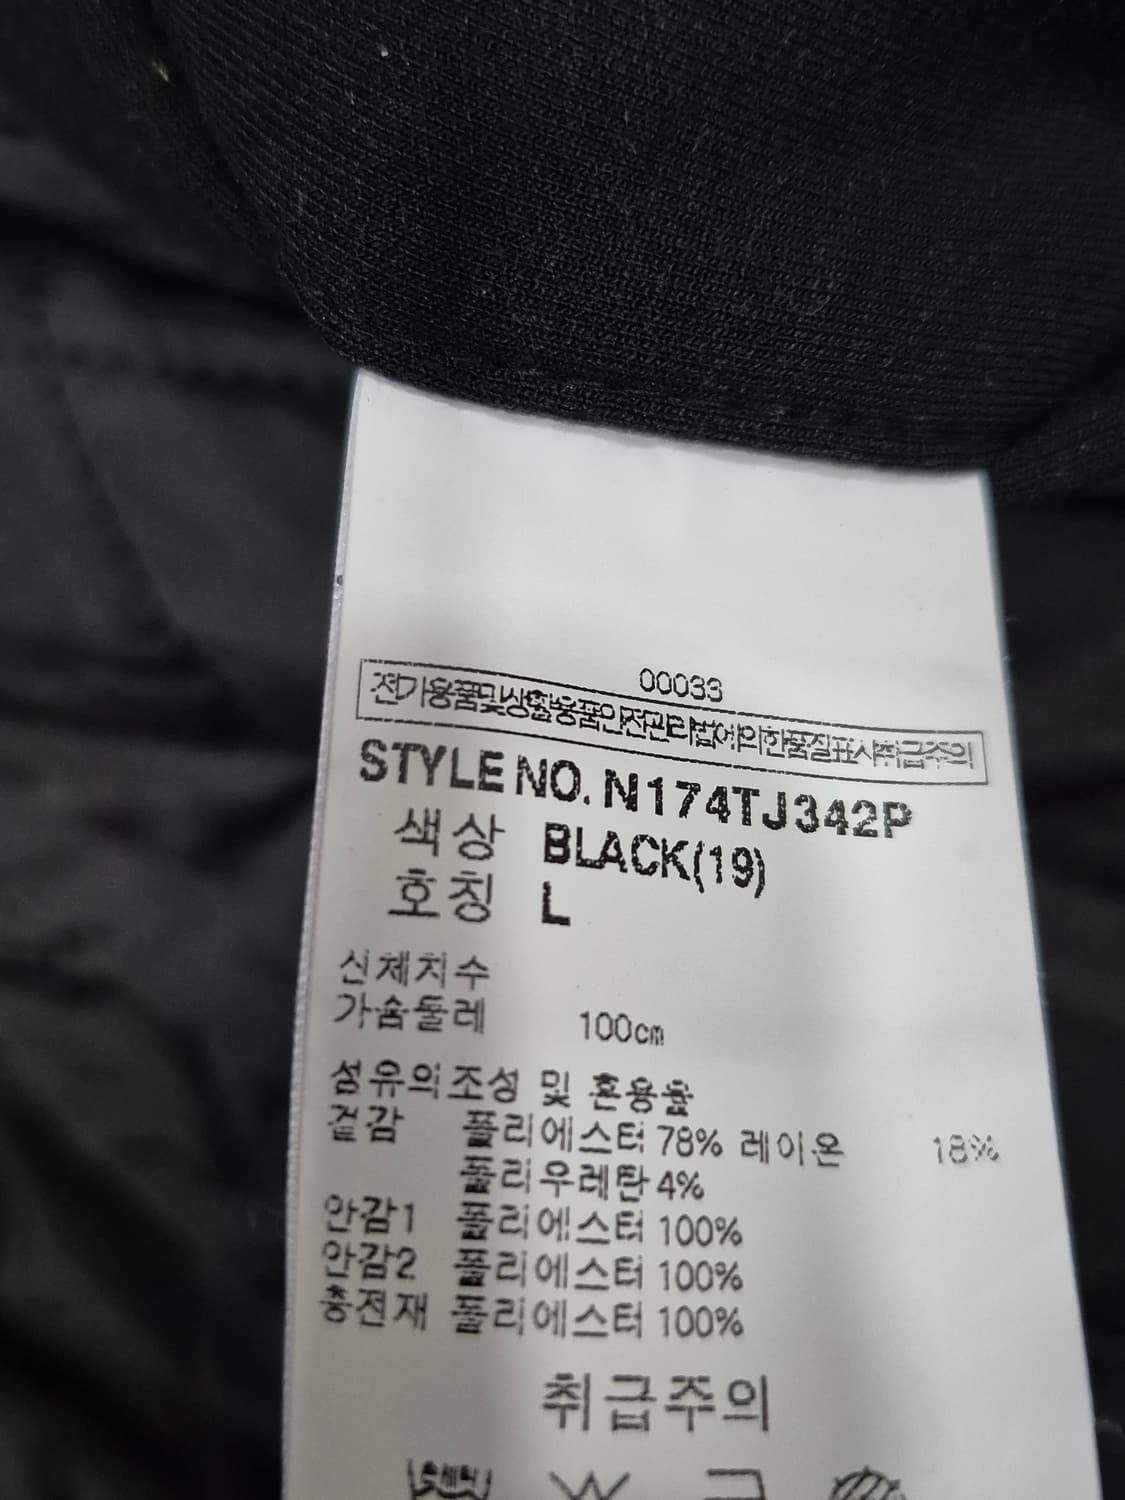 00033
전기용품및생활용품안전관리법에의한품질표시취급주의
STYLE NO. N174TJ342P
색상 BLACK(19)
호칭 L
신체치수
가슴둘레 100cm
섬유의조성 및 혼용율
겉감 폴리에스터 78% 레이온 18%
폴리우레탄 4%
안감1 폴리에스터 100%
안감2 폴리에스터 100%
충전재 폴리에스터 100%
취급주의